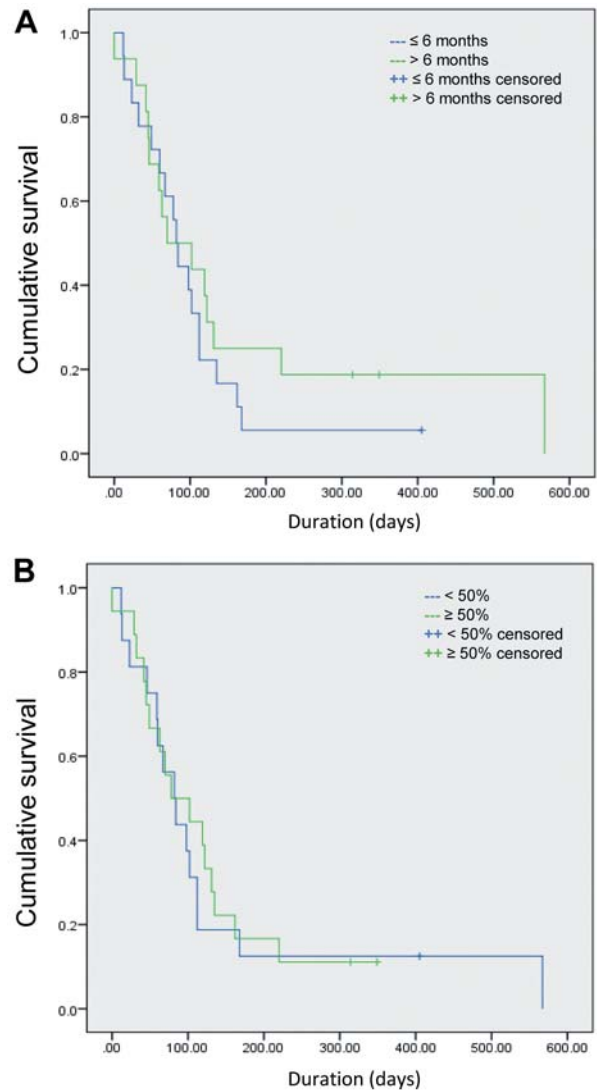 A
1.0
0.8
0.6
0.4
0.2
0.0
Cumulative survival
≤ 6 months
> 6 months
≤ 6 months censored
> 6 months censored
.00 100.00 200.00 300.00 400.00 500.00 600.00
Duration (days)
B
1.0
0.8
0.6
0.4
0.2
0.0
Cumulative survival
< 50%
≥ 50%
< 50% censored
≥ 50% censored
.00 100.00 200.00 300.00 400.00 500.00 600.00
Duration (days)